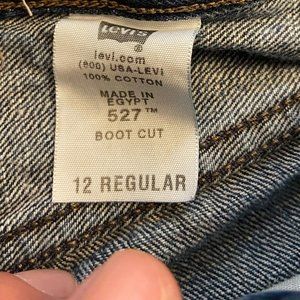 LEVI'S
®
levi.com
(800) USA-LEVI
100% COTTON
MADE IN
EGYPT
527™
BOOT CUT
12 REGULAR